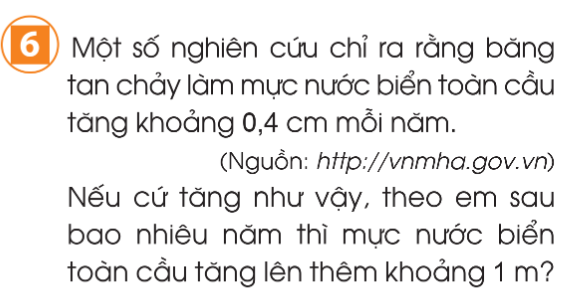 6 Một số nghiên cứu chỉ ra rằng băng
tan chảy làm mực nước biển toàn cầu
tăng khoảng 0,4 cm mỗi năm.
(Nguồn: http://vnmha.gov.vn)
Nếu cứ tăng như vậy, theo em sau
bao nhiêu năm thì mực nước biển
toàn cầu tăng lên thêm khoảng 1 m?